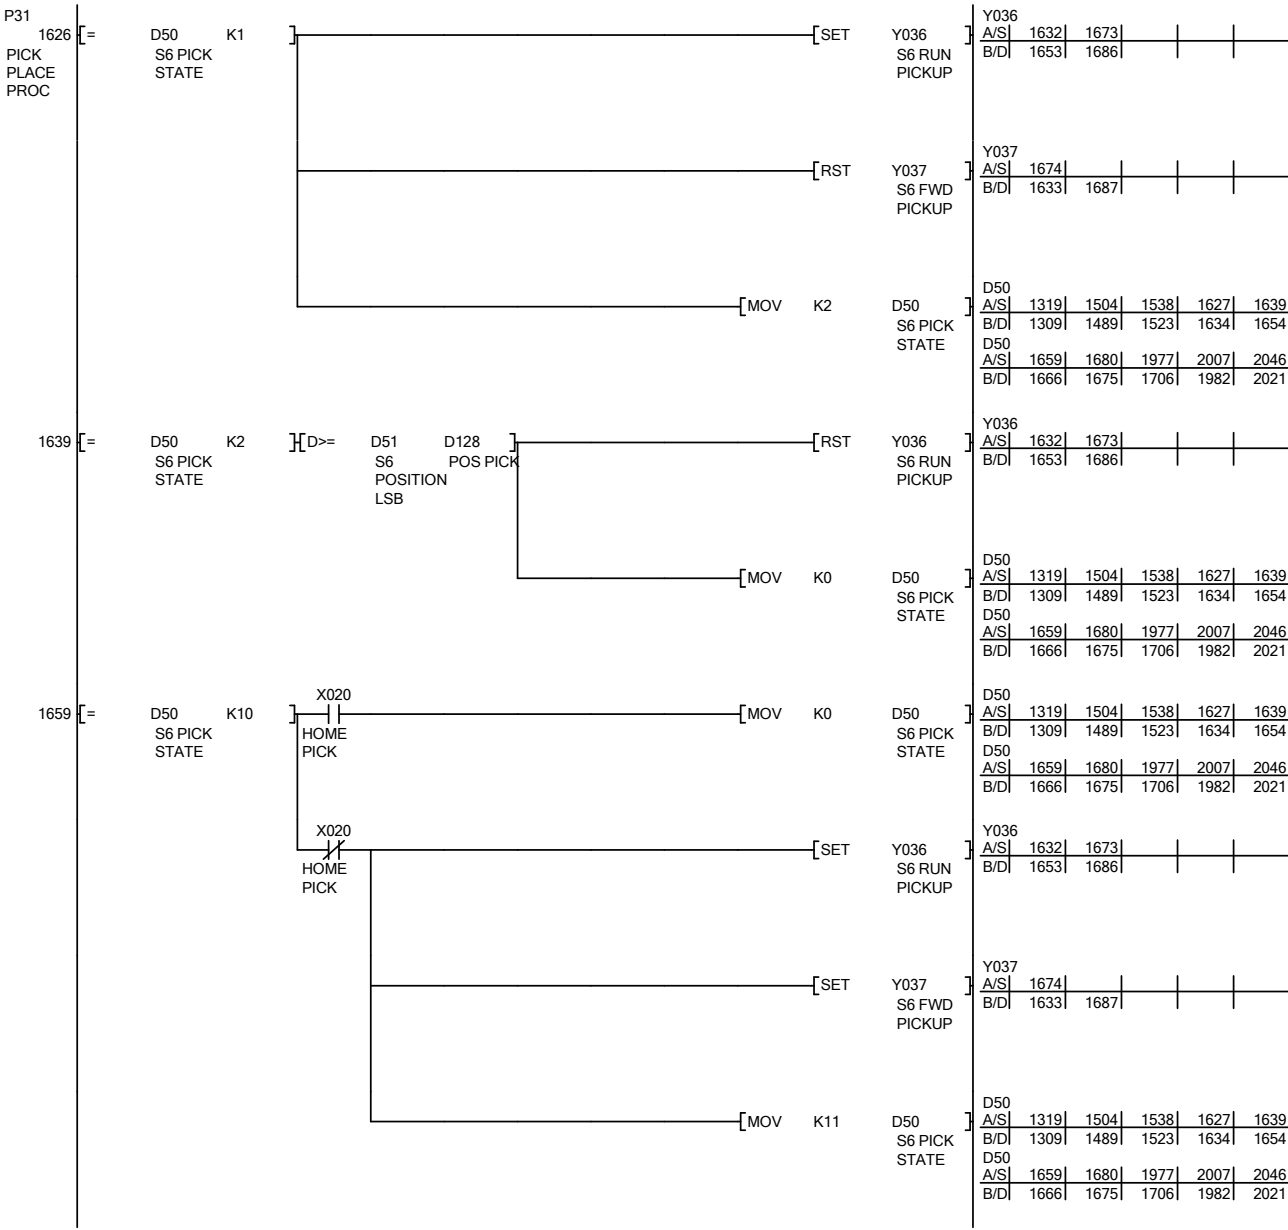 P31
1626 [= D50 K1 ] [SET Y036 ]
PICK PLACE PROC
S6 PICK STATE
S6 RUN PICKUP
Y036
A/S 1632 1673
B/D 1653 1686
[RST Y037 ]
S6 FWD PICKUP
Y037
A/S 1674
B/D 1633 1687
[MOV K2 D50 ]
S6 PICK STATE
D50
A/S 1319 1504 1538 1627 1639
B/D 1309 1489 1523 1634 1654
D50
A/S 1659 1680 1977 2007 2046
B/D 1666 1675 1706 1982 2021
1639 [= D50 K2 ][D>= D51 D128 ] [RST Y036 ]
S6 PICK STATE
S6 POSITION LSB
POS PICK
S6 RUN PICKUP
Y036
A/S 1632 1673
B/D 1653 1686
[MOV K0 D50 ]
S6 PICK STATE
D50
A/S 1319 1504 1538 1627 1639
B/D 1309 1489 1523 1634 1654
D50
A/S 1659 1680 1977 2007 2046
B/D 1666 1675 1706 1982 2021
X020
1659 [= D50 K10 ] [MOV K0 D50 ]
S6 PICK STATE
HOME PICK
S6 PICK STATE
D50
A/S 1319 1504 1538 1627 1639
B/D 1309 1489 1523 1634 1654
D50
A/S 1659 1680 1977 2007 2046
B/D 1666 1675 1706 1982 2021
X020
HOME PICK
[SET Y036 ]
S6 RUN PICKUP
Y036
A/S 1632 1673
B/D 1653 1686
[SET Y037 ]
S6 FWD PICKUP
Y037
A/S 1674
B/D 1633 1687
[MOV K11 D50 ]
S6 PICK STATE
D50
A/S 1319 1504 1538 1627 1639
B/D 1309 1489 1523 1634 1654
D50
A/S 1659 1680 1977 2007 2046
B/D 1666 1675 1706 1982 2021